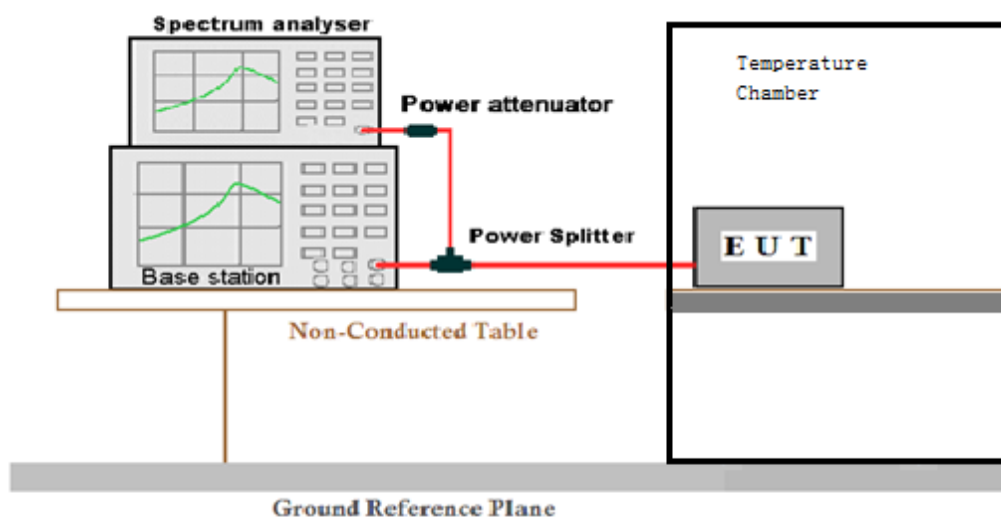 Spectrum analyser
Temperature
Chamber
Power attenuator
Power Splitter
E U T
Base station
Non-Conducted Table
Ground Reference Plane